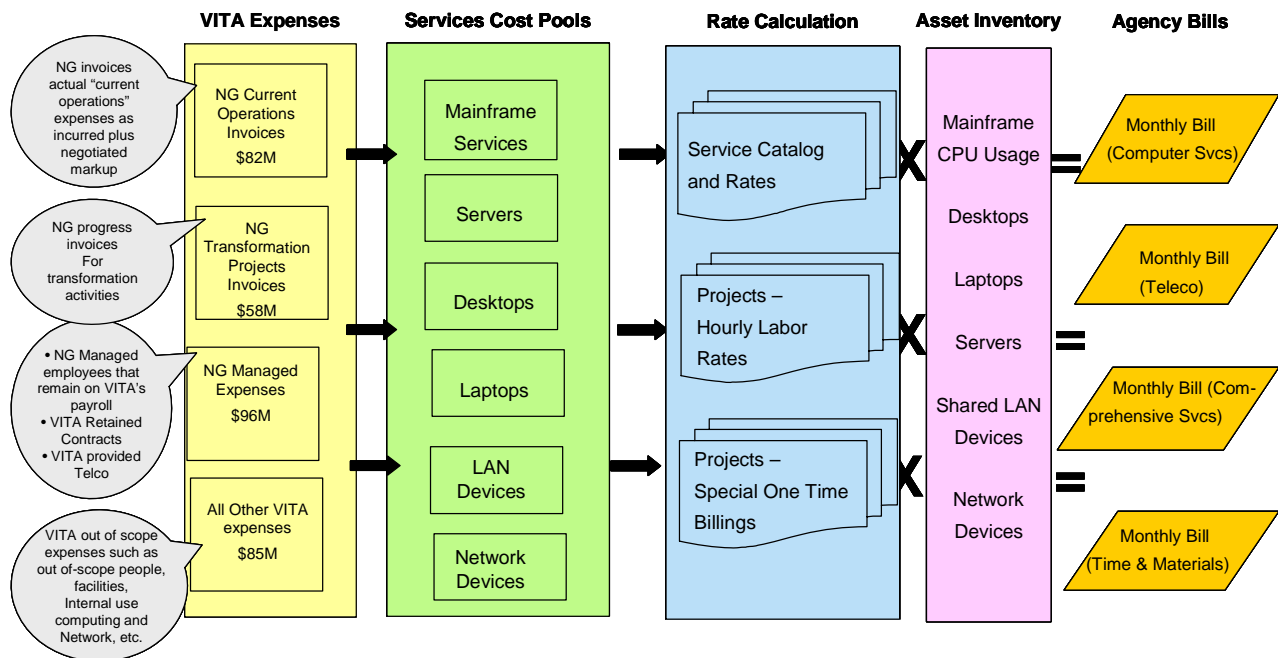 VITA Expenses
Services Cost Pools
Rate Calculation
Asset Inventory
Agency Bills
NG invoices
actual “current
operations”
expenses as
incurred plus
negotiated
markup
NG progress
invoices
For
transformation
activities
• NG Managed
employees that
remain on VITA’s
payroll
• VITA Retained
Contracts
• VITA provided
Telco
VITA out of scope
expenses such as
out of-scope people,
facilities,
Internal use
computing and
Network, etc.
NG Current
Operations
Invoices
$82M
NG
Transformation
Projects
Invoices
$58M
NG Managed
Expenses
$96M
All Other VITA
expenses
$85M
Mainframe
Services
Servers
Desktops
Laptops
LAN
Devices
Network
Devices
Service Catalog
and Rates
Projects –
Hourly Labor
Rates
Projects –
Special One Time
Billings
X
X
X
Mainframe
CPU Usage
Desktops
Laptops
Servers
Shared LAN
Devices
Network
Devices
=
=
=
Monthly Bill
(Computer Svcs)
Monthly Bill
(Teleco)
Monthly Bill (Com-
prehensive Svcs)
Monthly Bill
(Time & Materials)